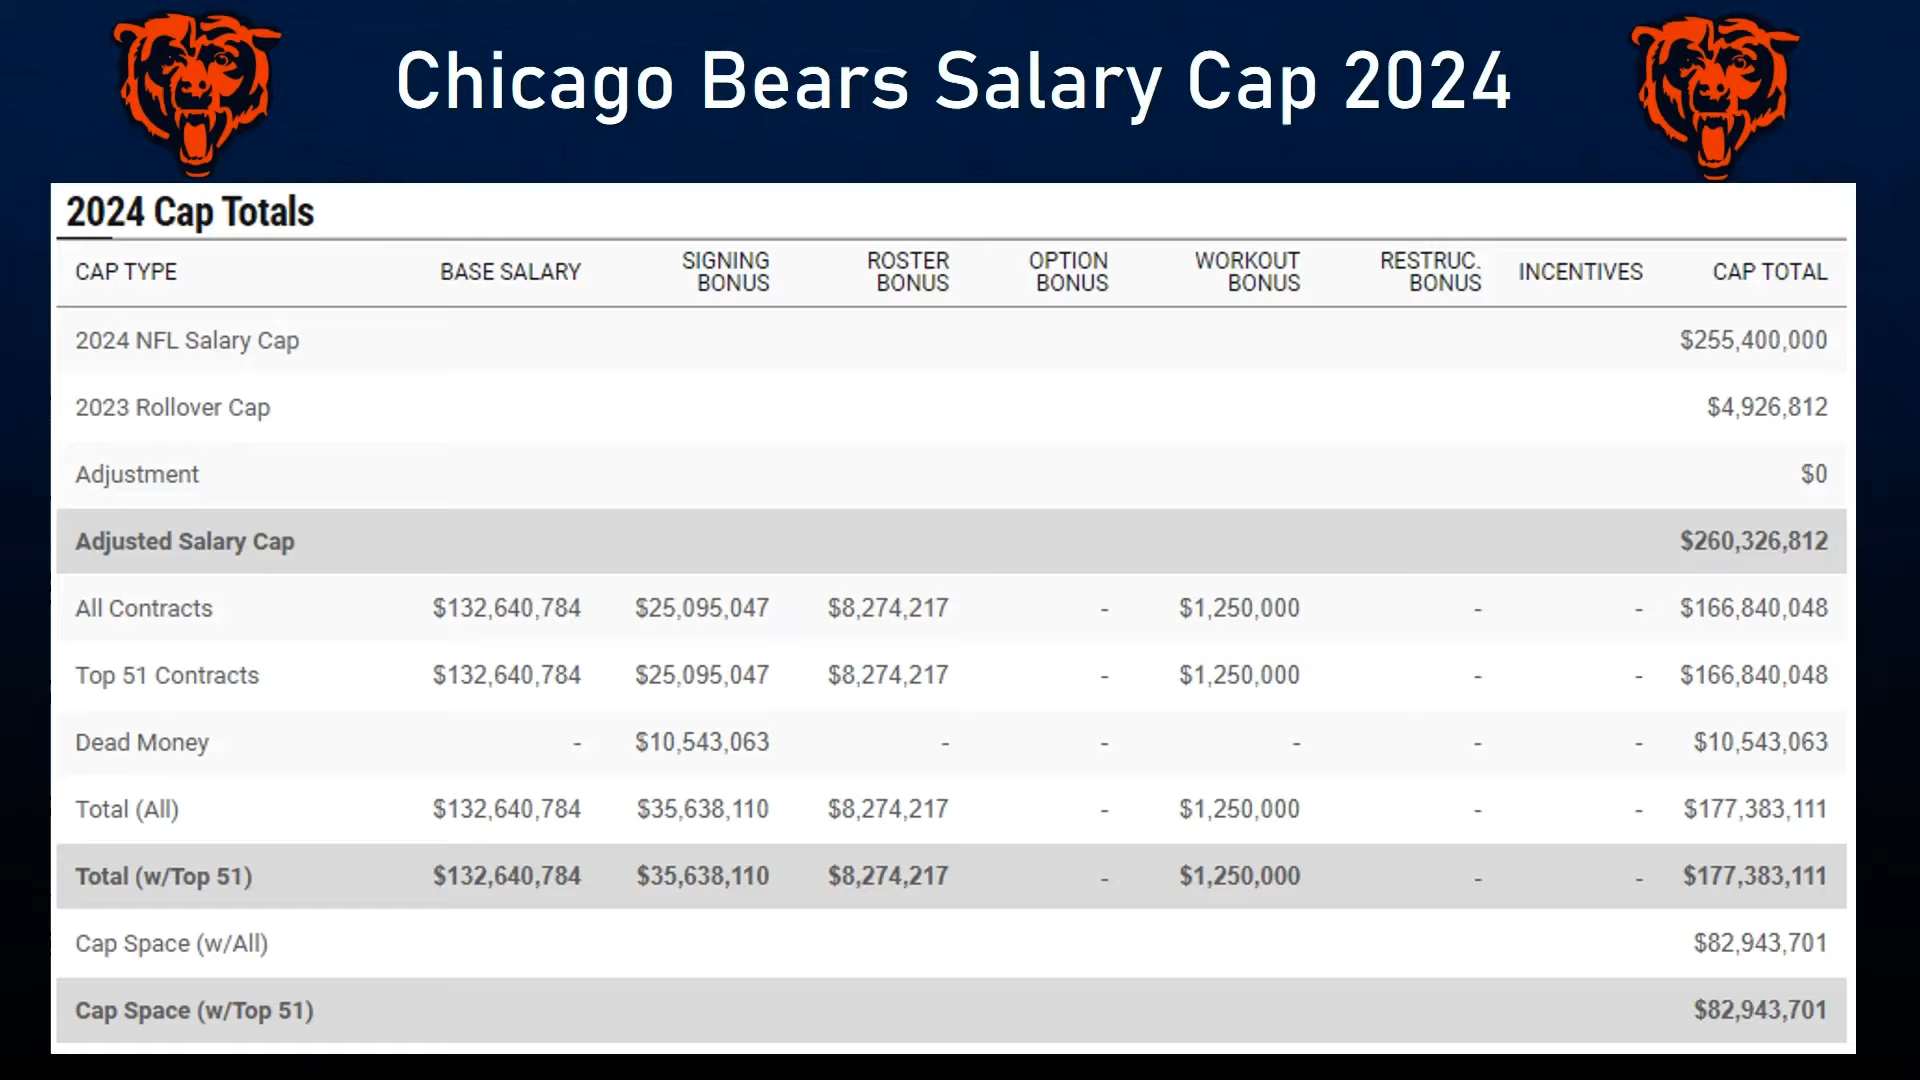 Chicago Bears Salary Cap 2024
2024 Cap Totals
CAP TYPE BASE SALARY SIGNING BONUS ROSTER BONUS OPTION BONUS WORKOUT BONUS RESTRUC. BONUS INCENTIVES CAP TOTAL
2024 NFL Salary Cap $255,400,000
2023 Rollover Cap $4,926,812
Adjustment $0
Adjusted Salary Cap $260,326,812
All Contracts $132,640,784 $25,095,047 $8,274,217 - $1,250,000 - - $166,840,048
Top 51 Contracts $132,640,784 $25,095,047 $8,274,217 - $1,250,000 - - $166,840,048
Dead Money - $10,543,063 - - - - - $10,543,063
Total (All) $132,640,784 $35,638,110 $8,274,217 - $1,250,000 - - $177,383,111
Total (w/Top 51) $132,640,784 $35,638,110 $8,274,217 - $1,250,000 - - $177,383,111
Cap Space (w/All) $82,943,701
Cap Space (w/Top 51) $82,943,701